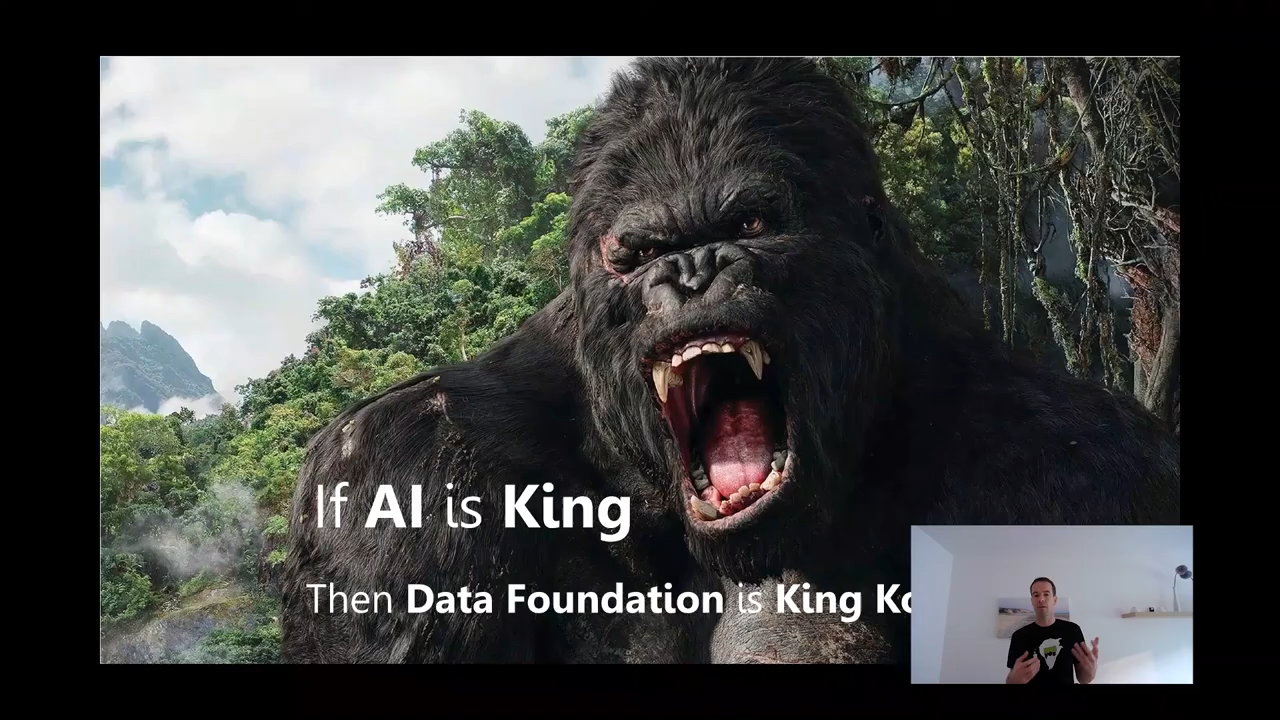 If AI is King
Then Data Foundation is King Ko